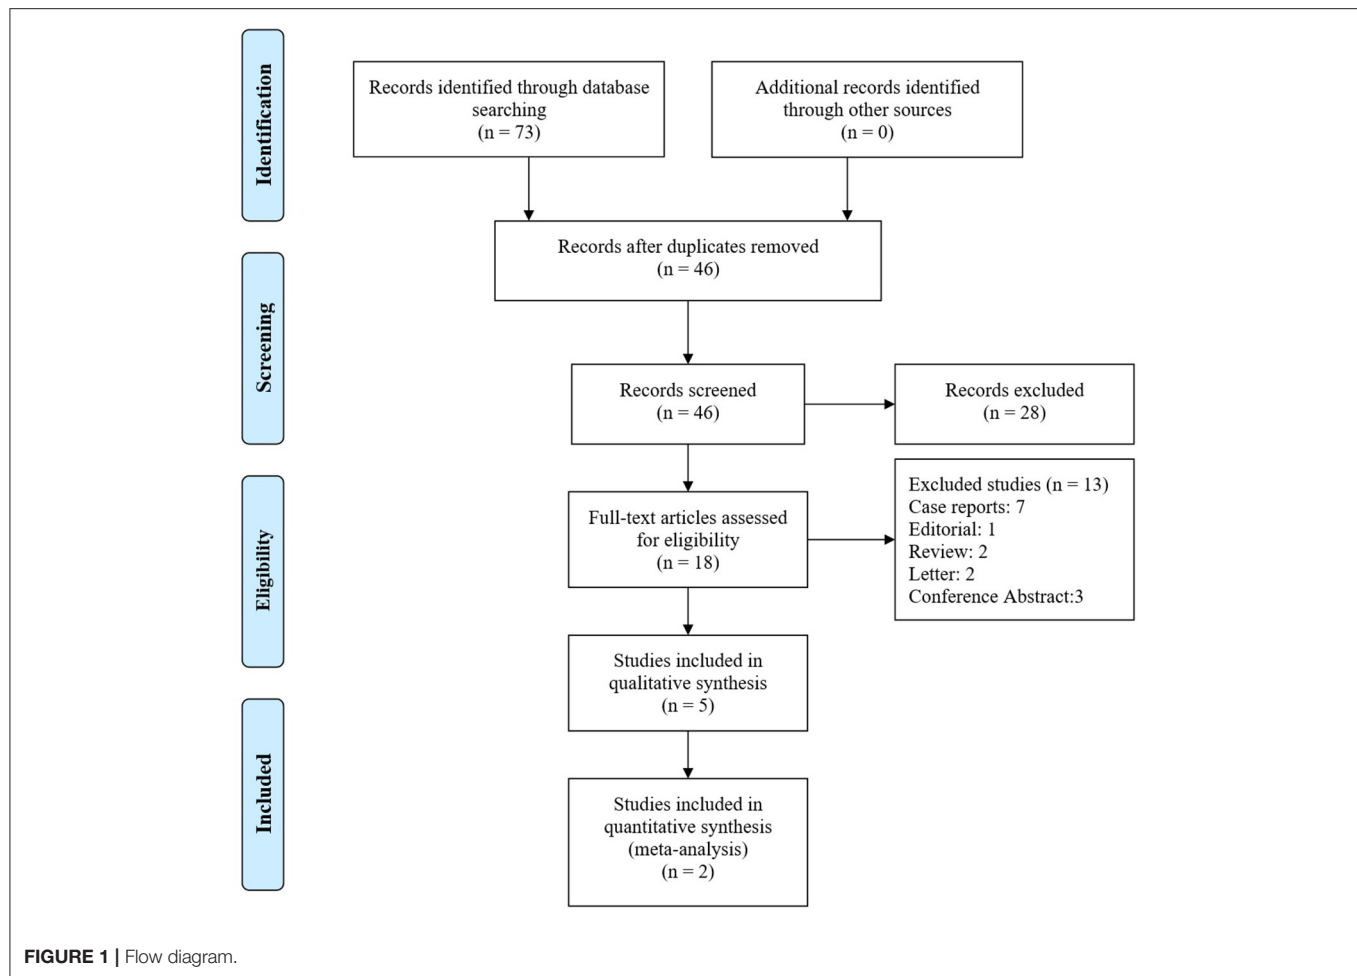 Identification
Records identified through database
searching
(n = 73)
Additional records identified
through other sources
(n = 0)
Records after duplicates removed
(n = 46)
Screening
Records screened
(n = 46)
Records excluded
(n = 28)
Eligibility
Full-text articles assessed
for eligibility
(n = 18)
Excluded studies (n = 13)
Case reports: 7
Editorial: 1
Review: 2
Letter: 2
Conference Abstract:3
Studies included in
qualitative synthesis
(n = 5)
Included
Studies included in
quantitative synthesis
(meta-analysis)
(n = 2)
FIGURE 1 | Flow diagram.